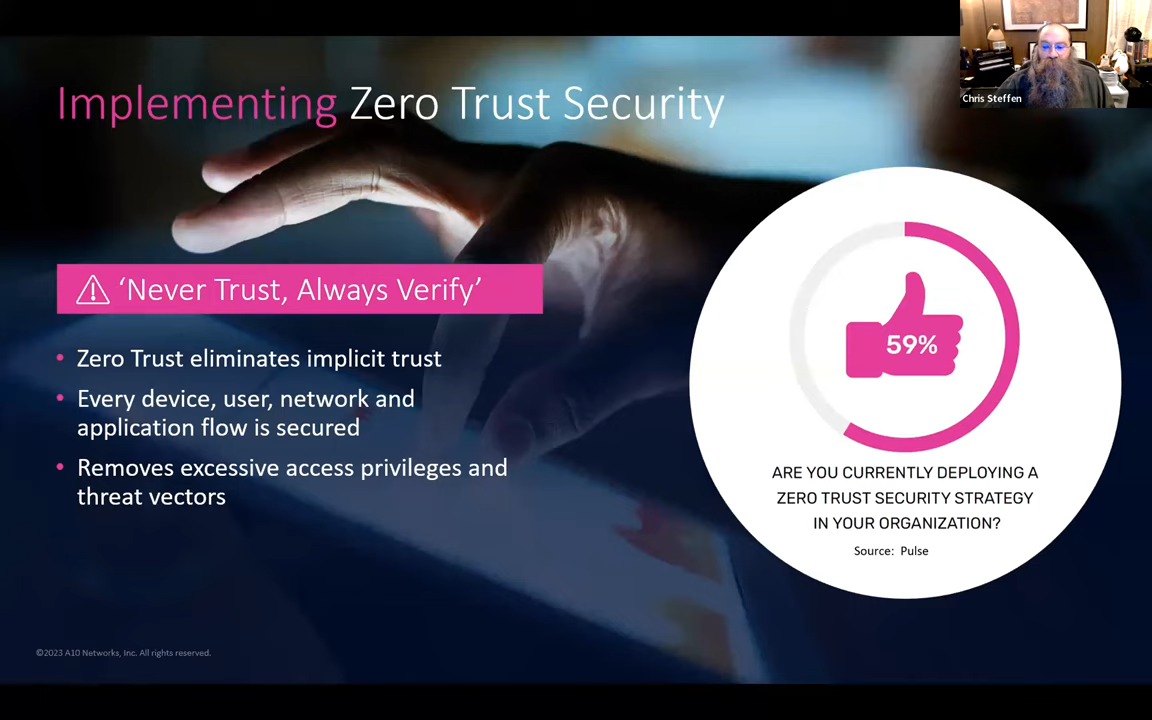 Implementing Zero Trust Security
Chris Steffen
‘Never Trust, Always Verify’
• Zero Trust eliminates implicit trust
• Every device, user, network and
application flow is secured
• Removes excessive access privileges and
threat vectors
59%
ARE YOU CURRENTLY DEPLOYING A
ZERO TRUST SECURITY STRATEGY
IN YOUR ORGANIZATION?
Source: Pulse
©2023 A10 Networks, Inc. All rights reserved.